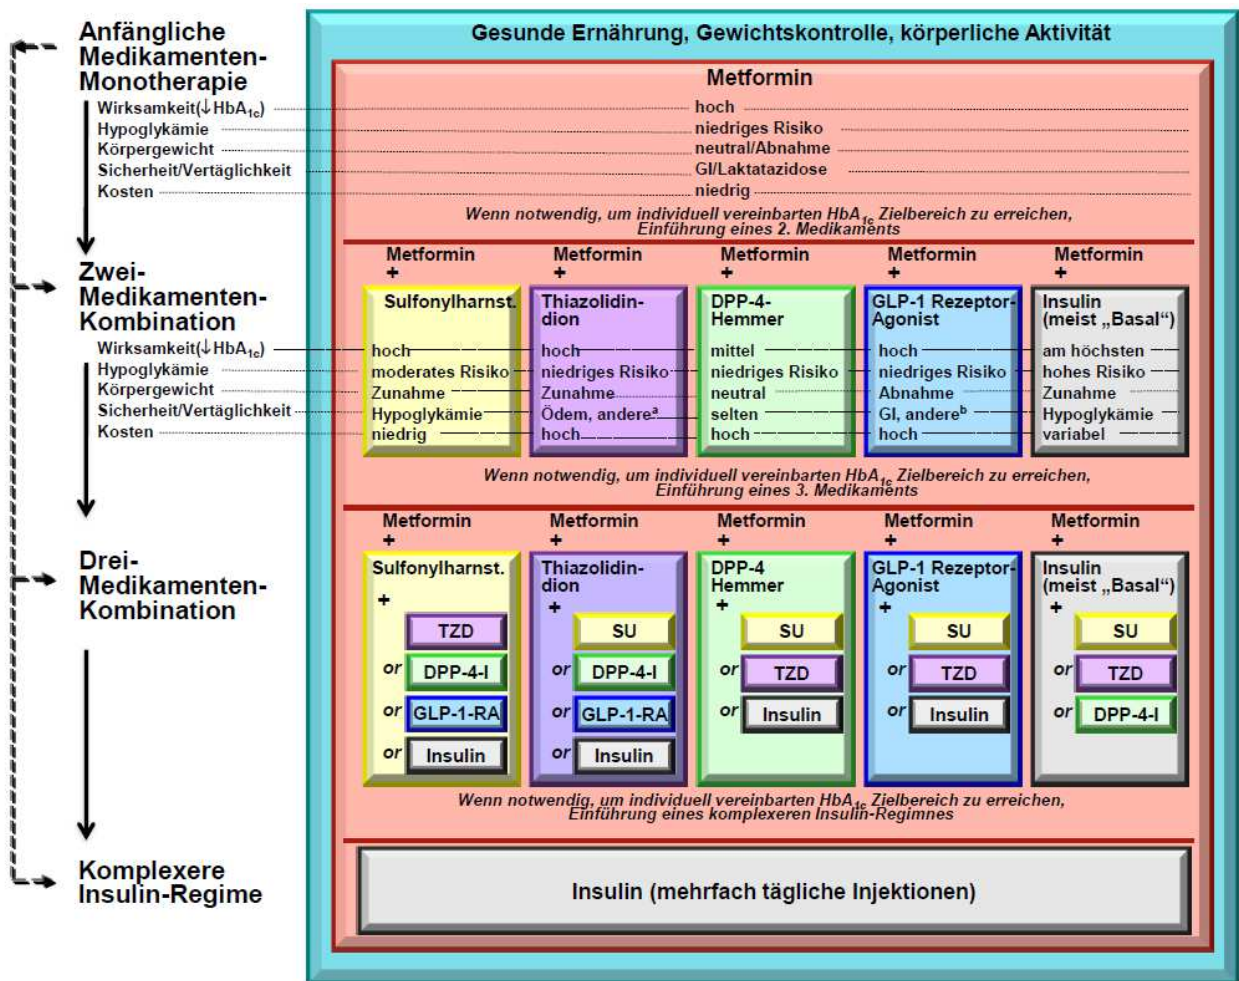 Gesunde Ernährung, Gewichtskontrolle, körperliche Aktivität
Anfängliche
Medikamenten-
Monotherapie
Metformin
Wirksamkeit(↓HbA1c) hoch
Hypoglykämie niedriges Risiko
Körpergewicht neutral/Abnahme
Sicherheit/Vertäglichkeit GI/Laktatazidose
Kosten niedrig
Wenn notwendig, um individuell vereinbarten HbA1c Zielbereich zu erreichen,
Einführung eines 2. Medikaments
Zwei-
Medikamenten-
Kombination
Metformin Metformin Metformin Metformin Metformin
+ + + + +
Sulfonylharnst. Thiazolidin- DPP-4- GLP-1 Rezeptor- Insulin
dion Hemmer Agonist (meist „Basal“)
Wirksamkeit(↓HbA1c) hoch hoch mittel hoch am höchsten
Hypoglykämie moderates Risiko niedriges Risiko niedriges Risiko niedriges Risiko hohes Risiko
Körpergewicht Zunahme Zunahme neutral Abnahme Zunahme
Sicherheit/Vertäglichkeit Hypoglykämie Ödem, andereª selten GI, andereᵇ Hypoglykämie
Kosten niedrig hoch hoch hoch variabel
Wenn notwendig, um individuell vereinbarten HbA1c Zielbereich zu erreichen,
Einführung eines 3. Medikaments
Drei-
Medikamenten-
Kombination
Metformin Metformin Metformin Metformin Metformin
+ + + + +
Sulfonylharnst. Thiazolidin- DPP-4 GLP-1 Rezeptor- Insulin
dion Hemmer Agonist (meist „Basal“)
+ + + + +
TZD SU SU SU SU
or DPP-4-I or DPP-4-I or TZD or TZD or TZD
or GLP-1-RA or GLP-1-RA or Insulin or Insulin or DPP-4-I
or Insulin or Insulin
Wenn notwendig, um individuell vereinbarten HbA1c Zielbereich zu erreichen,
Einführung eines komplexeren Insulin-Regimnes
Komplexere
Insulin-Regime
Insulin (mehrfach tägliche Injektionen)